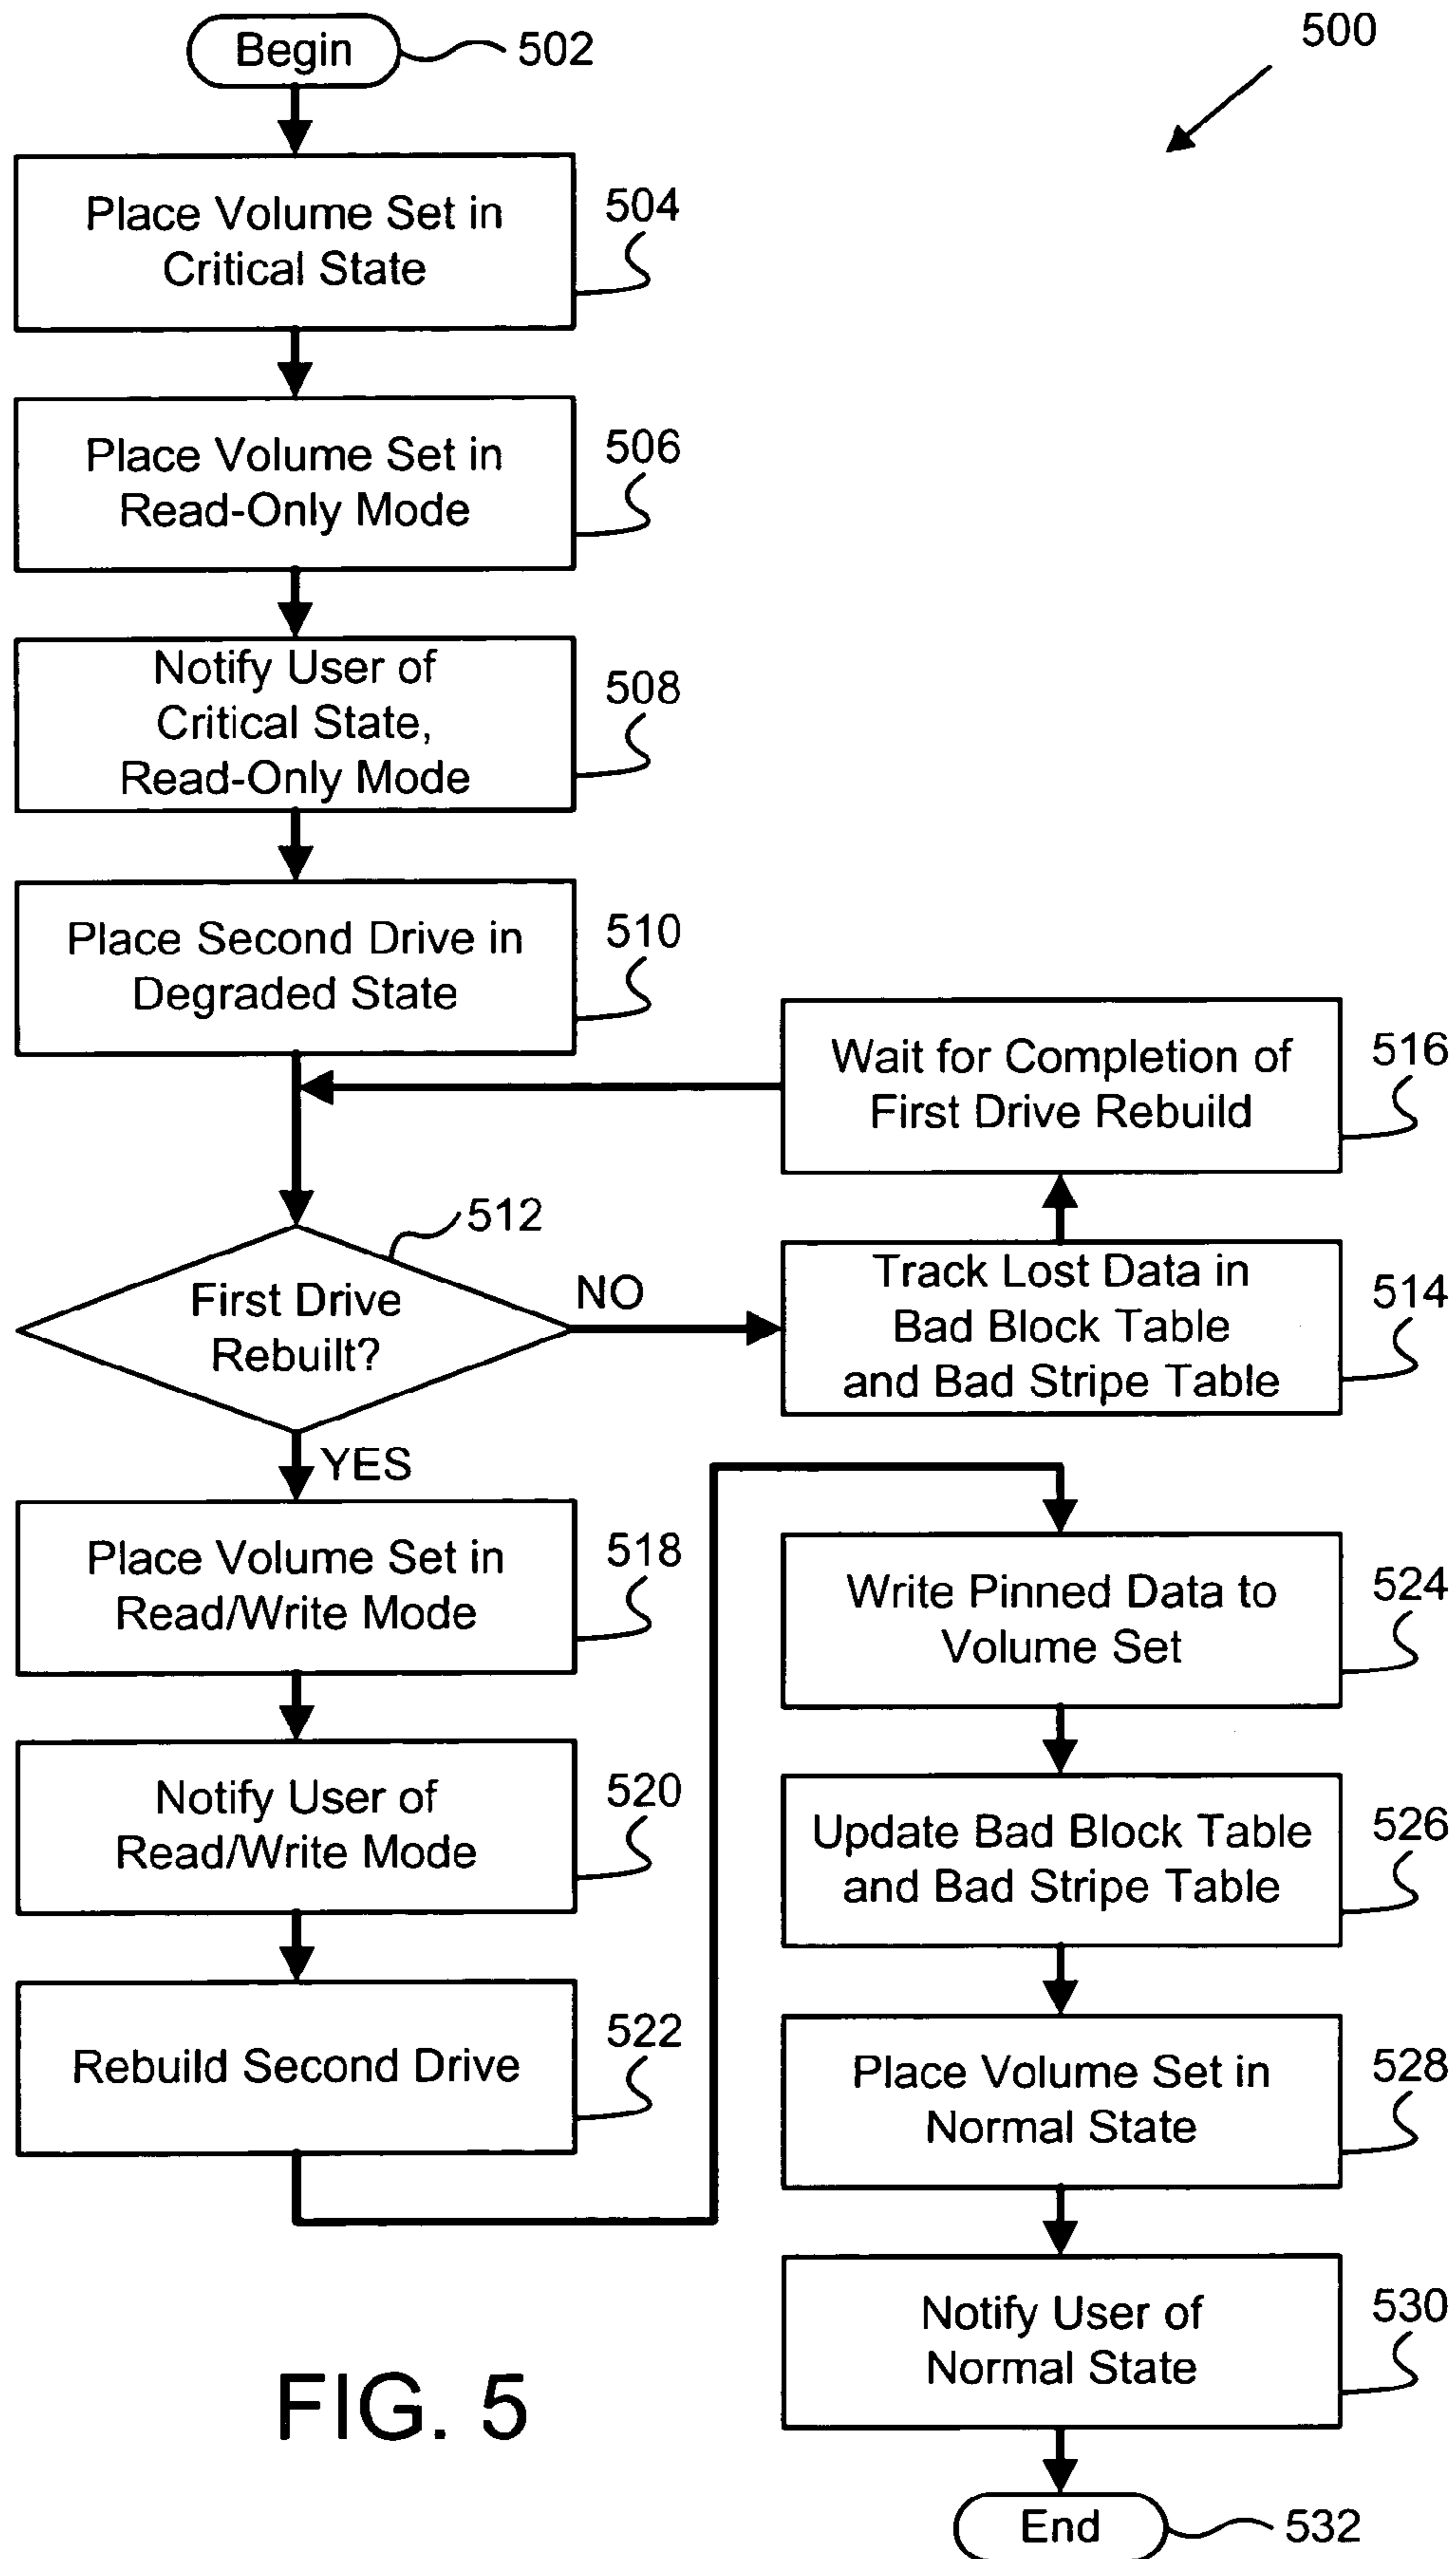 500
Begin
502
Place Volume Set in
Critical State
504
Place Volume Set in
Read-Only Mode
506
Notify User of
Critical State,
Read-Only Mode
508
Place Second Drive in
Degraded State
510
First Drive
Rebuilt?
512
NO
Track Lost Data in
Bad Block Table
and Bad Stripe Table
514
Wait for Completion of
First Drive Rebuild
516
YES
Place Volume Set in
Read/Write Mode
518
Notify User of
Read/Write Mode
520
Rebuild Second Drive
522
Write Pinned Data to
Volume Set
524
Update Bad Block Table
and Bad Stripe Table
526
Place Volume Set in
Normal State
528
Notify User of
Normal State
530
End
532
FIG. 5